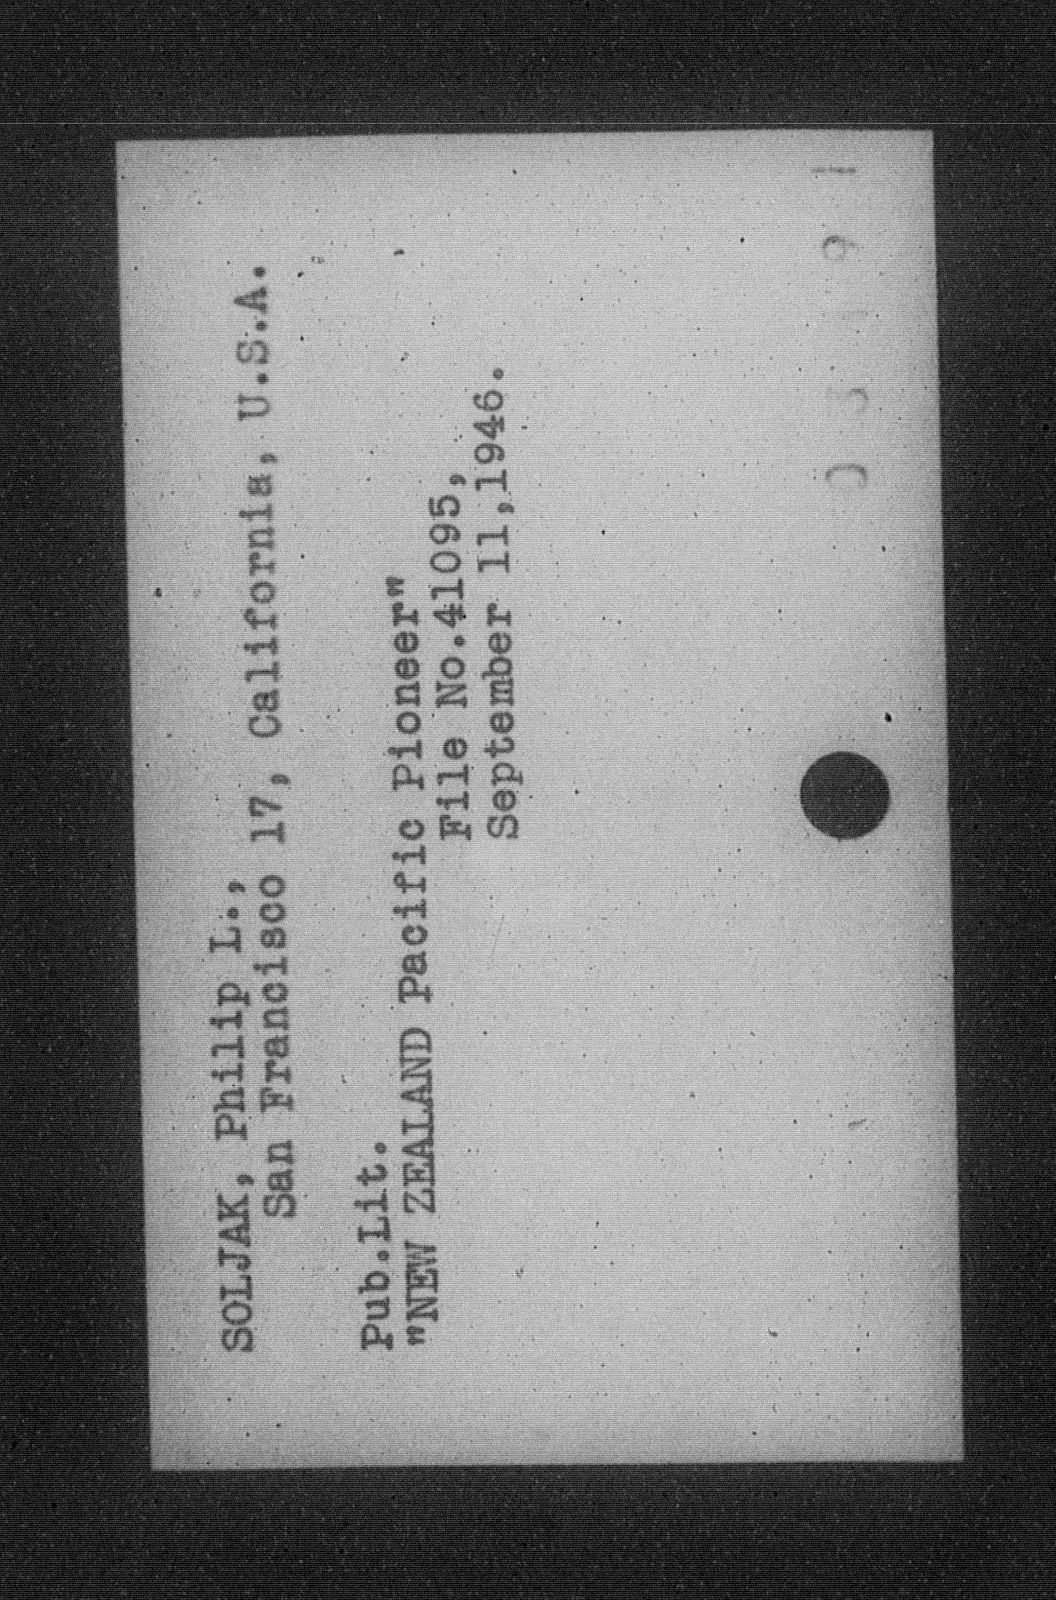 SOLJAK, Philip L.,
San Francisco 17, California, U.S.A.
Pub.Lit.
"NEW ZEALAND Pacific Pioneer"
File No.41095,
September 11,1946.